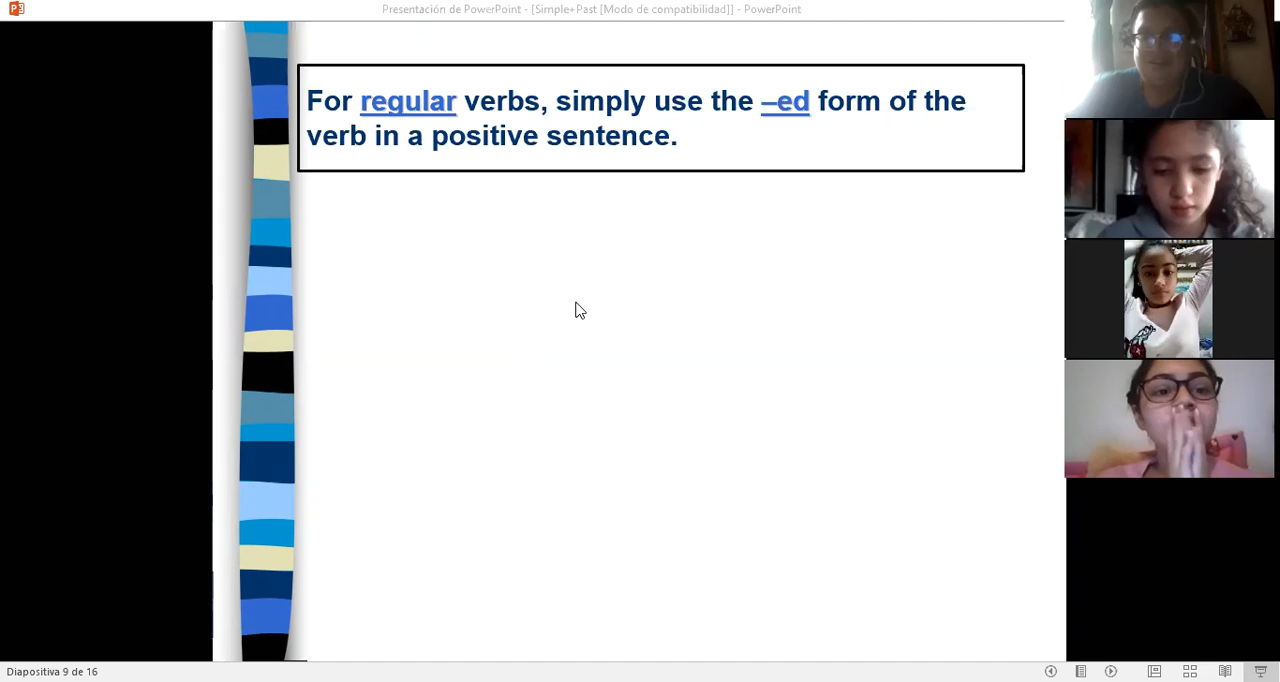 Presentación de PowerPoint - [Simple+Past [Modo de compatibilidad]] - PowerPoint
For regular verbs, simply use the –ed form of the
verb in a positive sentence.
Diapositiva 9 de 16